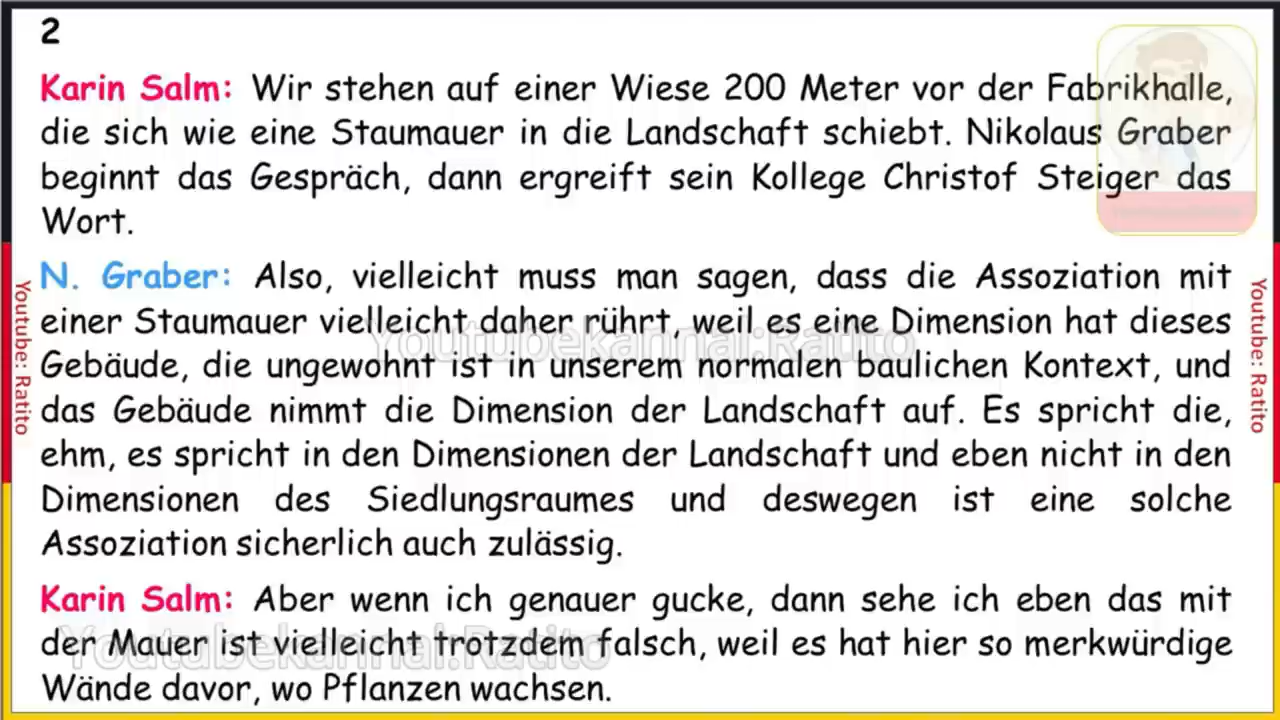 2
Karin Salm: Wir stehen auf einer Wiese 200 Meter vor der Fabrikhalle,
die sich wie eine Staumauer in die Landschaft schiebt. Nikolaus Graber
beginnt das Gespräch, dann ergreift sein Kollege Christof Steiger das
Wort.
N. Graber: Also, vielleicht muss man sagen, dass die Assoziation mit
einer Staumauer vielleicht daher rührt, weil es eine Dimension hat dieses
Gebäude, die ungewohnt ist in unserem normalen baulichen Kontext, und
das Gebäude nimmt die Dimension der Landschaft auf. Es spricht die,
ehm, es spricht in den Dimensionen der Landschaft und eben nicht in den
Dimensionen des Siedlungsraumes und deswegen ist eine solche
Assoziation sicherlich auch zulässig.
Karin Salm: Aber wenn ich genauer gucke, dann sehe ich eben das mit
der Mauer ist vielleicht trotzdem falsch, weil es hat hier so merkwürdige
Wände davor, wo Pflanzen wachsen.
Youtube: Ratito
Youtube: Ratito
Youtubekannal:Ratito
Youtubekannal:Ratito